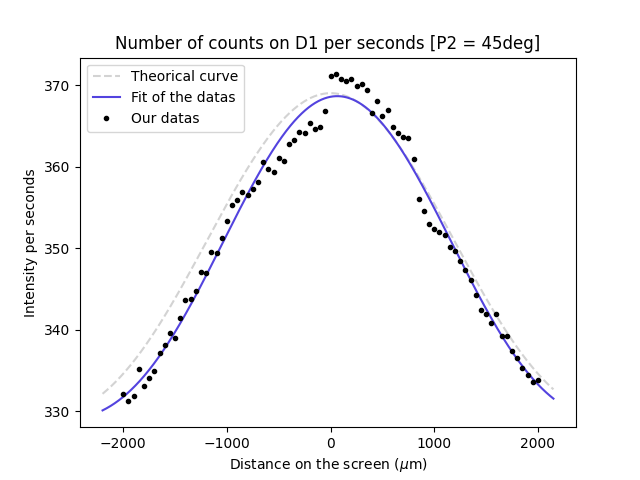 Number of counts on D1 per seconds [P2 = 45deg]
Theorical curve
Fit of the datas
Our datas
Intensity per seconds
370
360
350
340
330
−2000
−1000
0
1000
2000
Distance on the screen (μm)